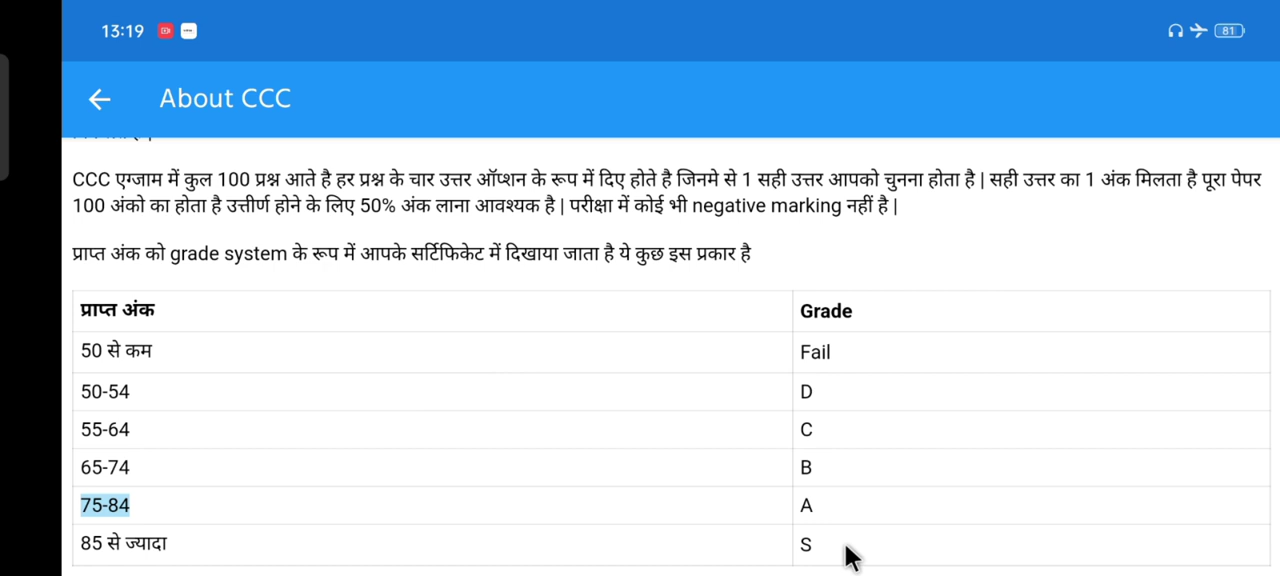 13:19
81
About CCC
CCC एग्जाम में कुल 100 प्रश्न आते है हर प्रश्न के चार उत्तर ऑप्शन के रूप में दिए होते है जिनमे से 1 सही उत्तर आपको चुनना होता है | सही उत्तर का 1 अंक मिलता है पूरा पेपर
100 अंको का होता है उत्तीर्ण होने के लिए 50% अंक लाना आवश्यक है | परीक्षा में कोई भी negative marking नहीं है |
प्राप्त अंक को grade system के रूप में आपके सर्टिफिकेट में दिखाया जाता है ये कुछ इस प्रकार है
प्राप्त अंक Grade
50 से कम Fail
50-54 D
55-64 C
65-74 B
75-84 A
85 से ज्यादा S